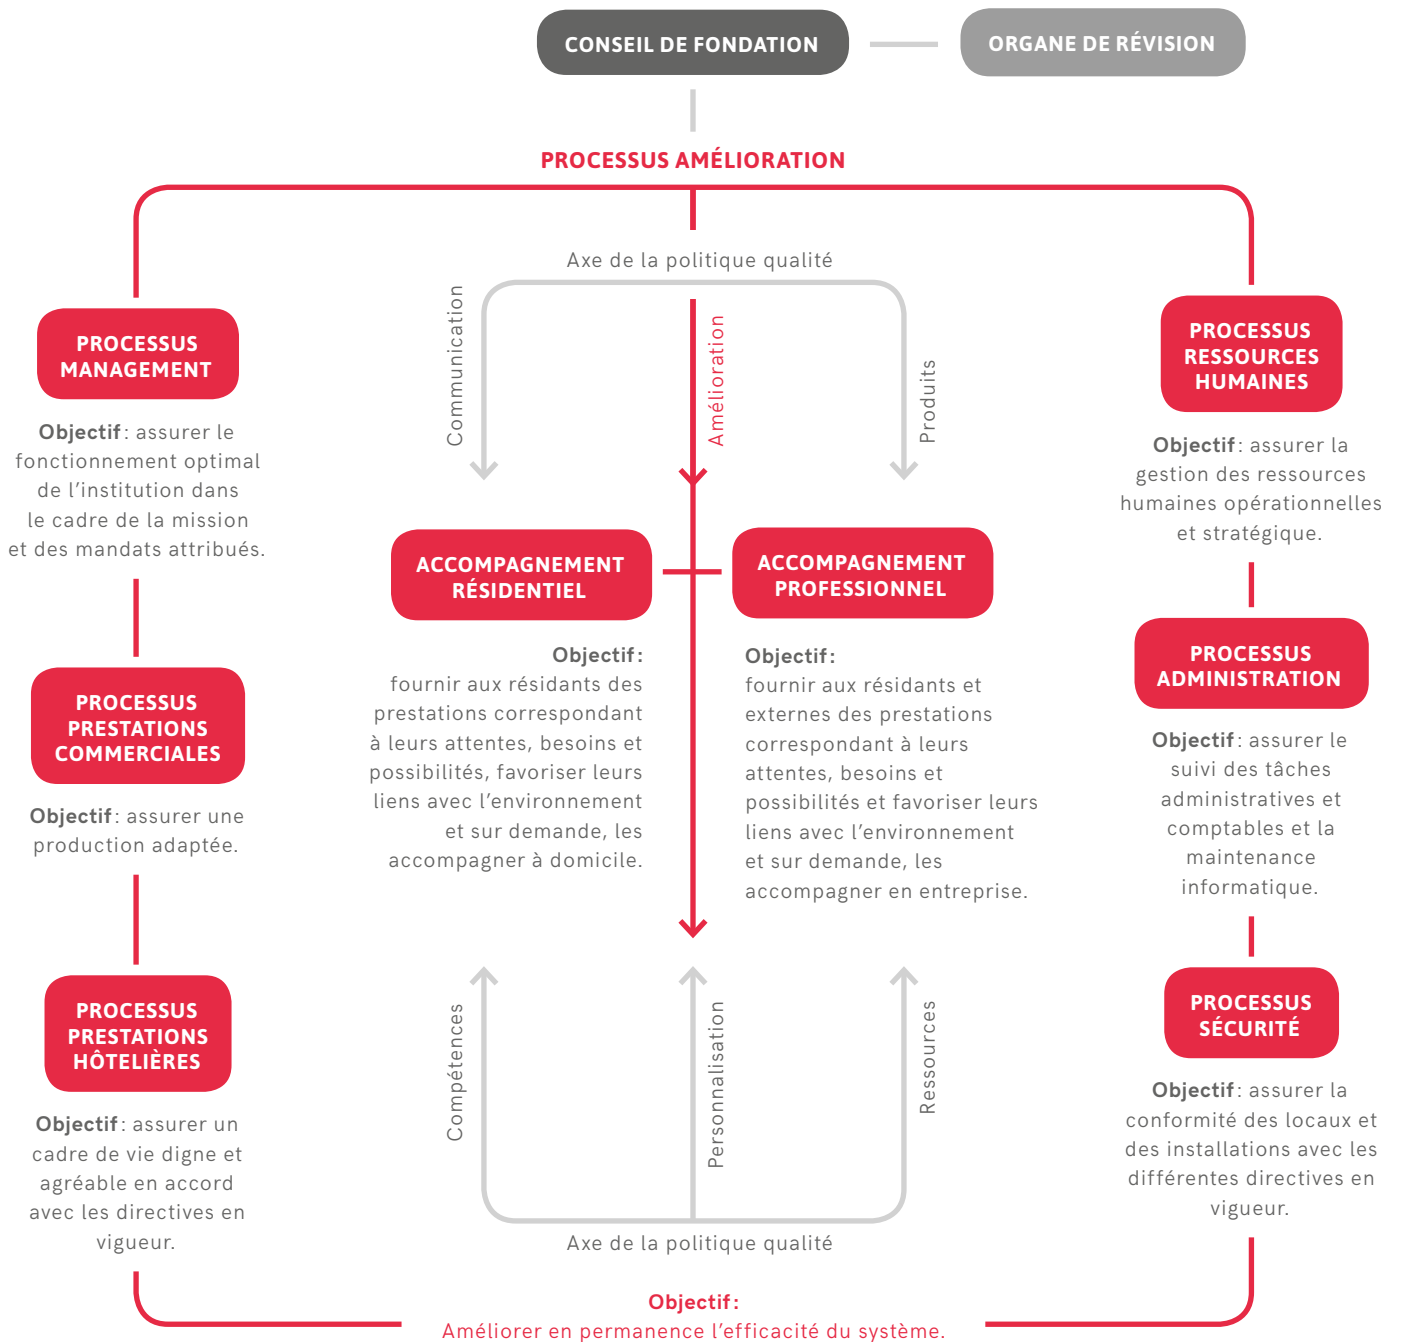 CONSEIL DE FONDATION
ORGANE DE RÉVISION
PROCESSUS AMÉLIORATION
Axe de la politique qualité
Communication
Amélioration
Produits
PROCESSUS
MANAGEMENT
Objectif : assurer le
fonctionnement optimal
de l’institution dans
le cadre de la mission
et des mandats attribués.
PROCESSUS
PRESTATIONS
COMMERCIALES
Objectif : assurer une
production adaptée.
PROCESSUS
PRESTATIONS
HÔTELIÈRES
Objectif : assurer un
cadre de vie digne et
agréable en accord
avec les directives en
vigueur.
ACCOMPAGNEMENT
RÉSIDENTIEL
Objectif :
fournir aux résidants des
prestations correspondant
à leurs attentes, besoins et
possibilités, favoriser leurs
liens avec l’environnement
et sur demande, les
accompagner à domicile.
ACCOMPAGNEMENT
PROFESSIONNEL
Objectif :
fournir aux résidants et
externes des prestations
correspondant à leurs
attentes, besoins et
possibilités et favoriser leurs
liens avec l’environnement
et sur demande, les
accompagner en entreprise.
PROCESSUS
RESSOURCES
HUMAINES
Objectif : assurer la
gestion des ressources
humaines opérationnelles
et stratégique.
PROCESSUS
ADMINISTRATION
Objectif : assurer le
suivi des tâches
administratives et
comptables et la
maintenance
informatique.
PROCESSUS
SÉCURITÉ
Objectif : assurer la
conformité des locaux et
des installations avec les
différentes directives en
vigueur.
Compétences
Personnalisation
Ressources
Axe de la politique qualité
Objectif :
Améliorer en permanence l’efficacité du système.